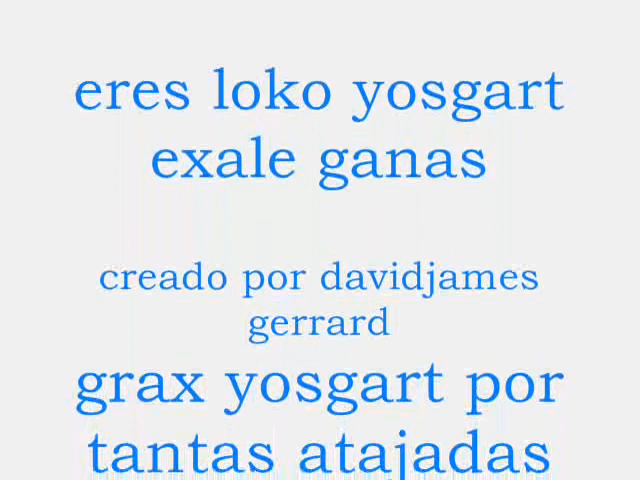 eres loko yosgart
exale ganas
creado por davidjames
gerrard
grax yosgart por
tantas atajadas